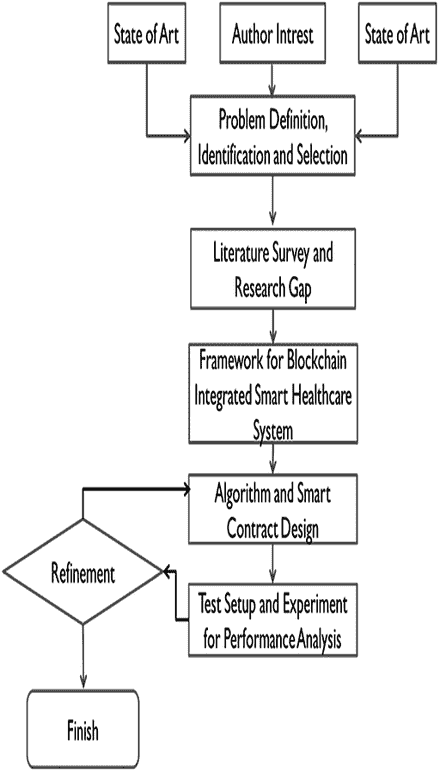 State of Art
Author Intrest
State of Art
Problem Definition,
Identification and Selection
Literature Survey and
Research Gap
Framework for Blockchain
Integrated Smart Healthcare
System
Algorithm and Smart
Contract Design
Refinement
Test Setup and Experiment
for Performance Analysis
Finish